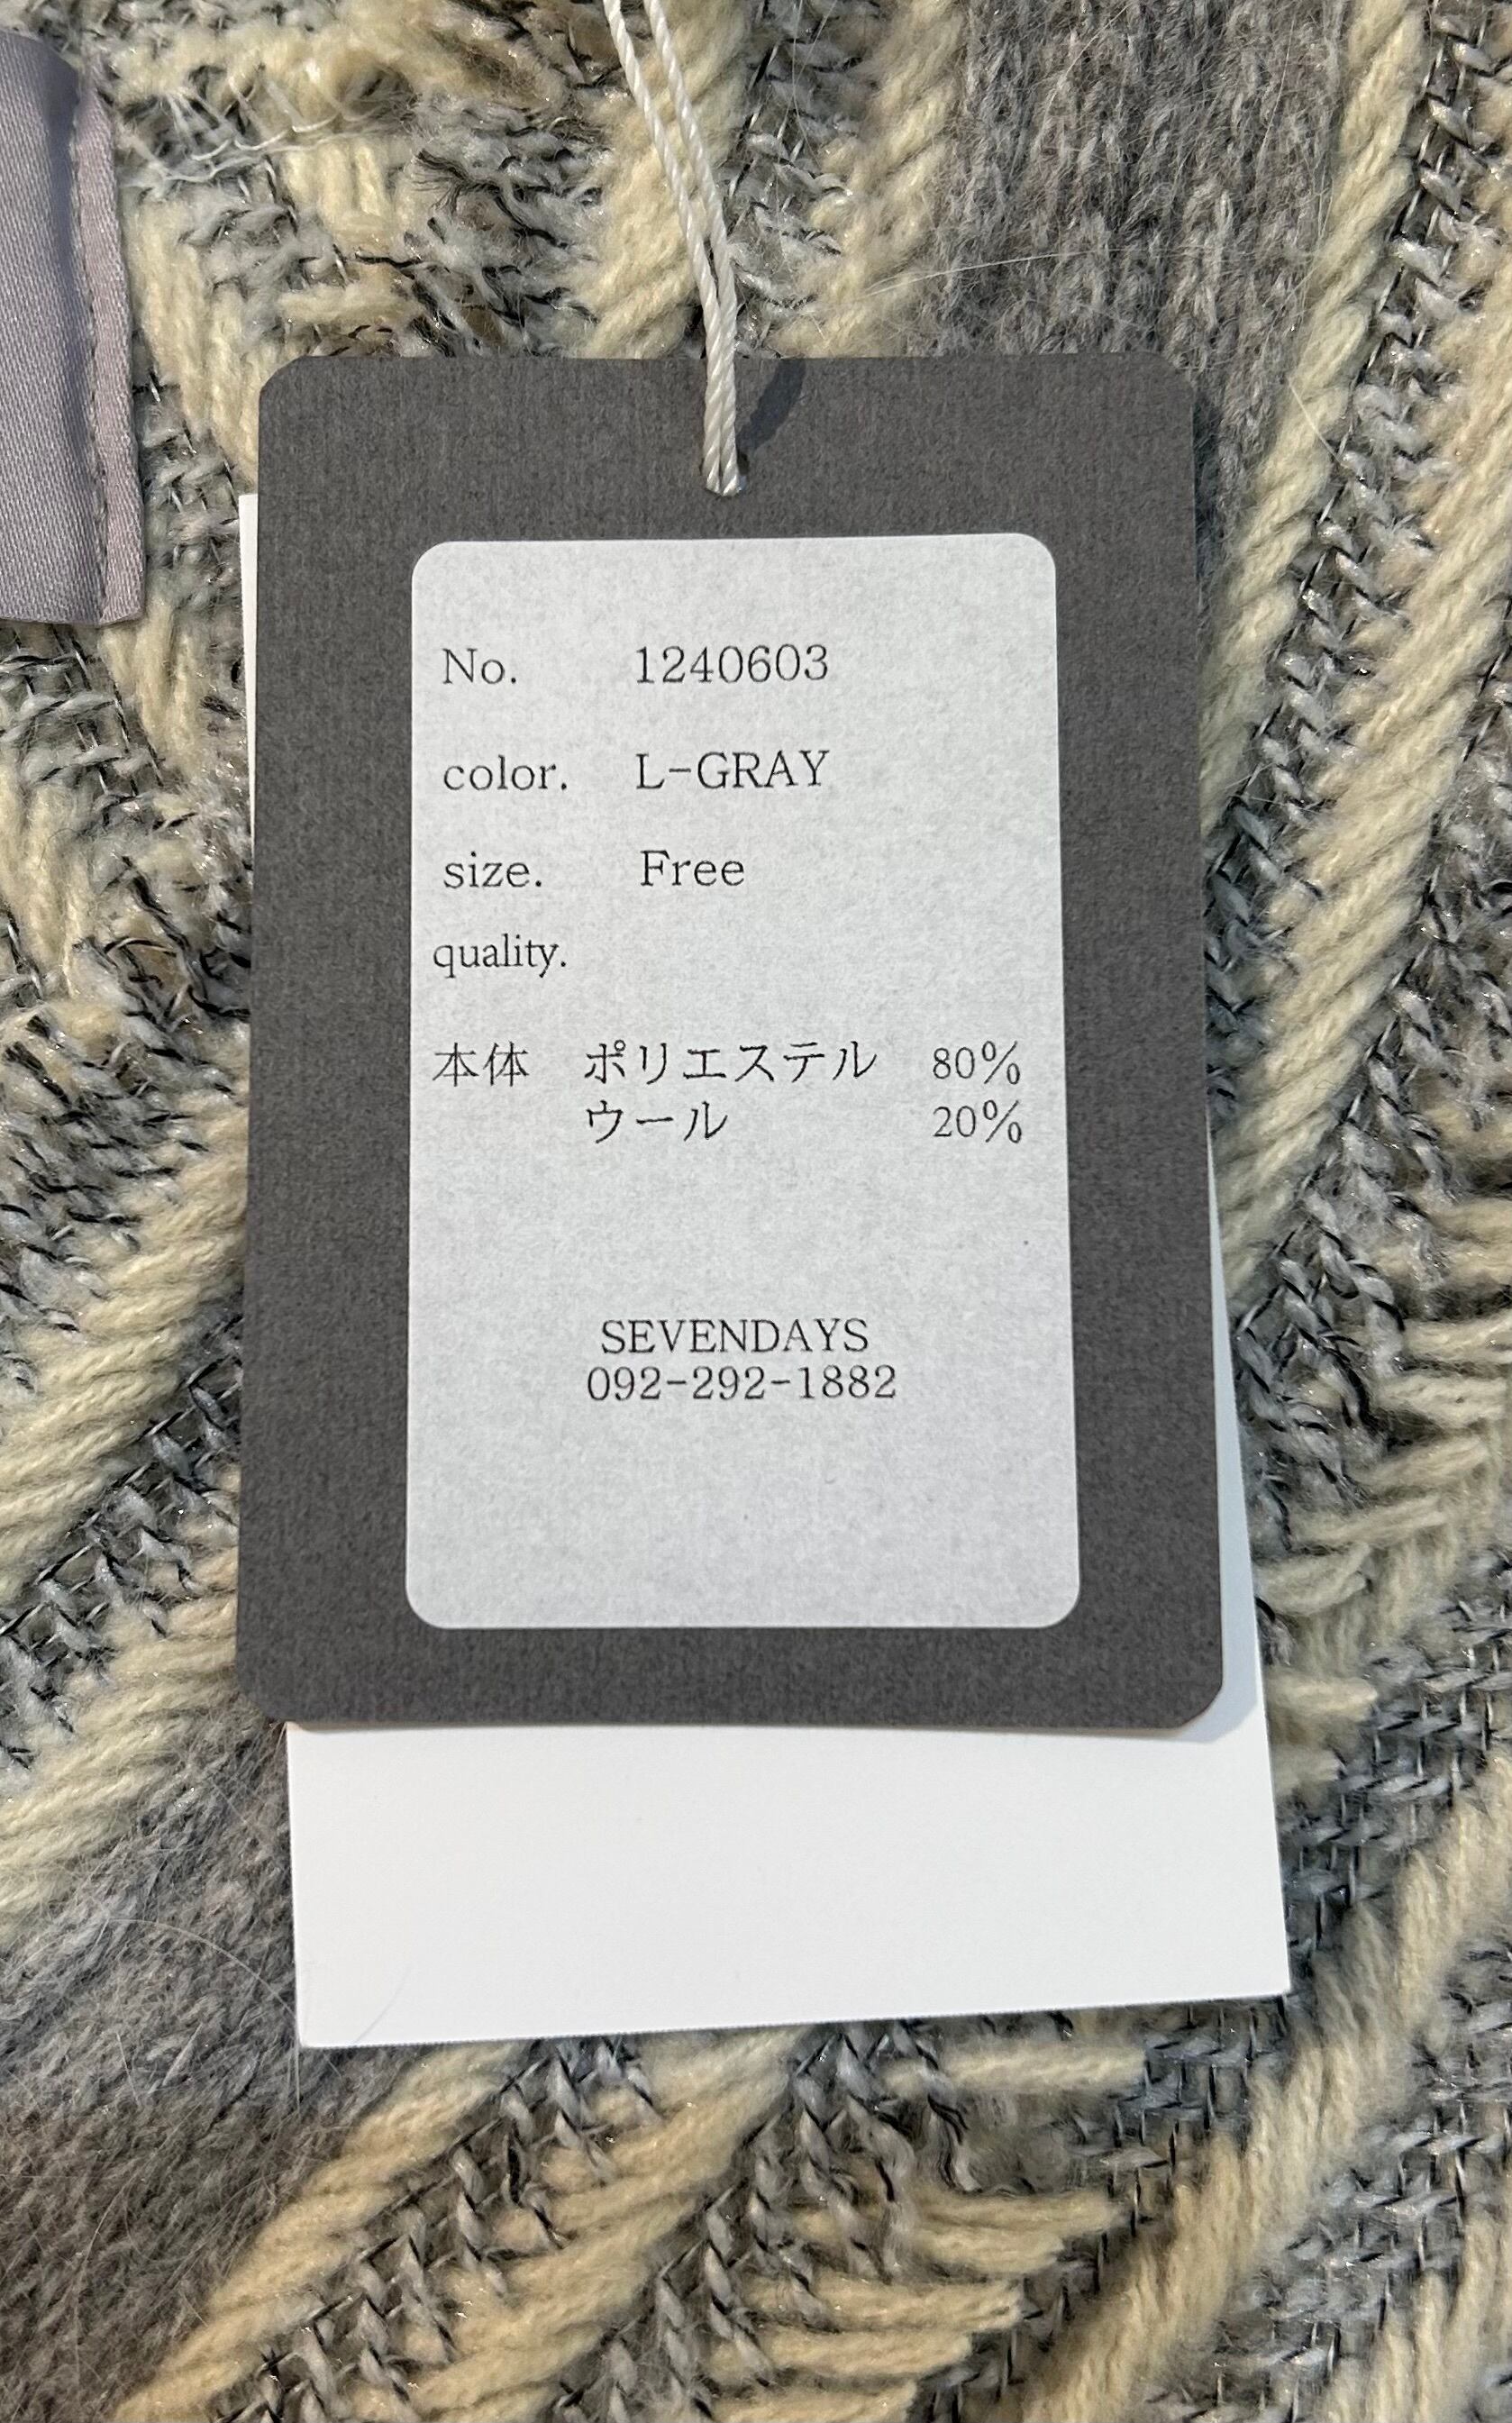 No. 1240603
color. L-GRAY
size. Free
quality.
本体 ポリエステル 80%
ウール 20%
SEVENDAYS
092-292-1882